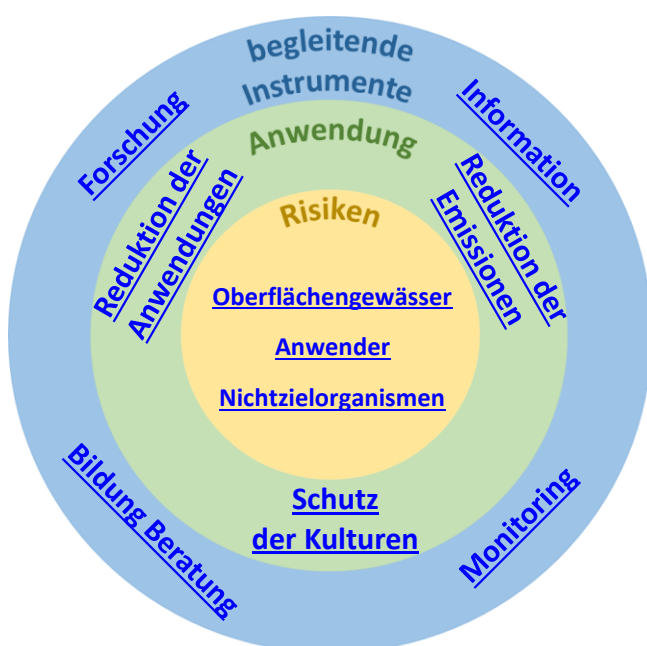 begleitende
Instrumente
Forschung
Information
Anwendung
Reduktion der
Anwendungen
Reduktion der
Emissionen
Risiken
Oberflächengewässer
Anwender
Nichtzielorganismen
Schutz
der Kulturen
Bildung Beratung
Monitoring